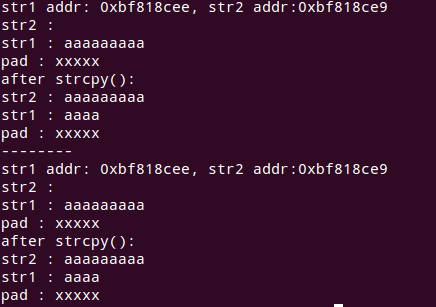 str1 addr: 0xbf818cee, str2 addr:0xbf818ce9
str2 :
str1 : aaaaaaaaa
pad : xxxxx
after strcpy():
str2 : aaaaaaaaa
str1 : aaaa
pad : xxxxx
--------
str1 addr: 0xbf818cee, str2 addr:0xbf818ce9
str2 :
str1 : aaaaaaaaa
pad : xxxxx
after strcpy():
str2 : aaaaaaaaa
str1 : aaaa
pad : xxxxx